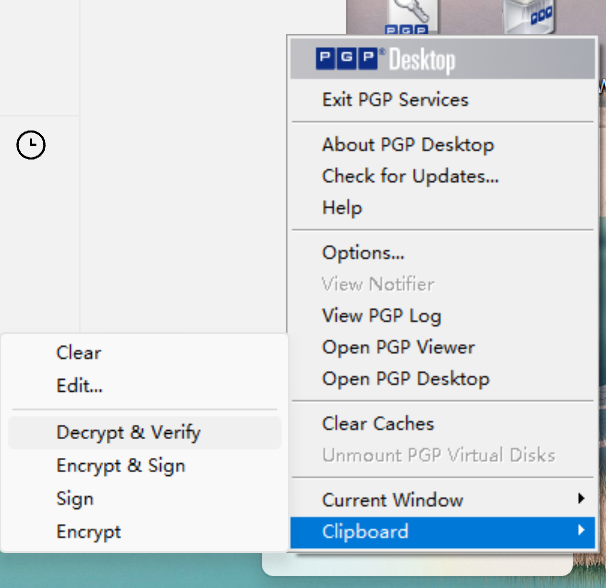 PGP
PGP
PGP® Desktop
Exit PGP Services
About PGP Desktop
Check for Updates...
Help
Options...
View Notifier
View PGP Log
Open PGP Viewer
Open PGP Desktop
Clear Caches
Unmount PGP Virtual Disks
Current Window
Clipboard
Clear
Edit...
Decrypt & Verify
Encrypt & Sign
Sign
Encrypt